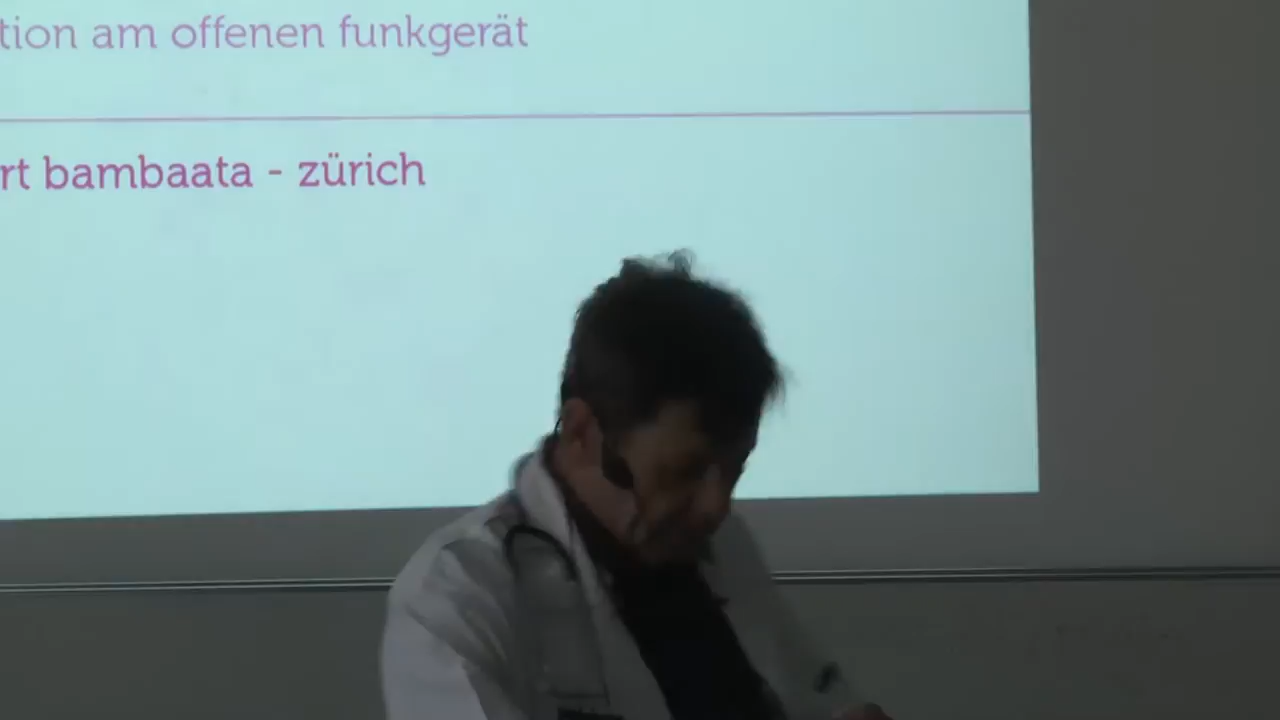 tion am offenen funkgerät
rt bambaata - zürich